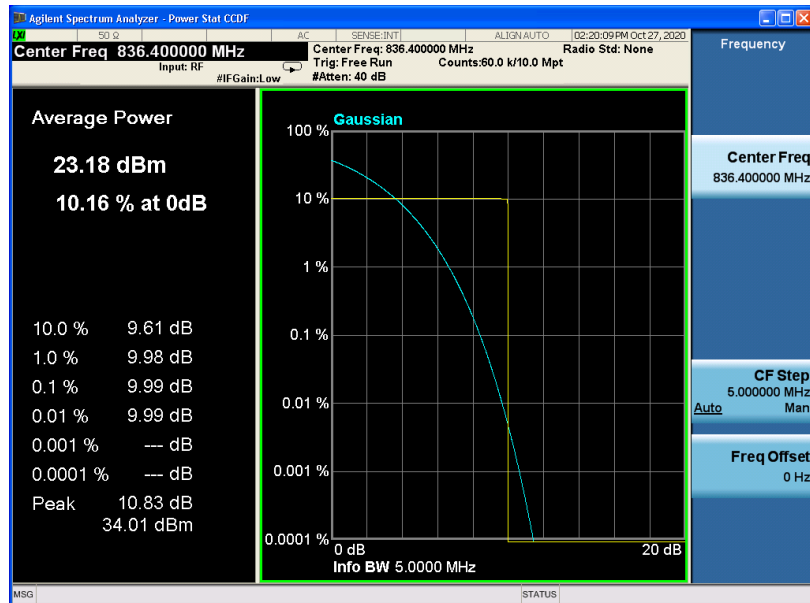 Agilent Spectrum Analyzer - Power Stat CCDF
LXI 50 Ω AC SENSE:INT ALIGN AUTO 02:20:09 PM Oct 27, 2020
Center Freq 836.400000 MHz
Input: RF
#IFGain:Low
Center Freq: 836.400000 MHz Radio Std: None
Trig: Free Run Counts:60.0 k/10.0 Mpt
#Atten: 40 dB
Average Power
23.18 dBm
10.16 % at 0dB
10.0 % 9.61 dB
1.0 % 9.98 dB
0.1 % 9.99 dB
0.01 % 9.99 dB
0.001 % --- dB
0.0001 % --- dB
Peak 10.83 dB
34.01 dBm
Gaussian
100 %
10 %
1 %
0.1 %
0.01 %
0.001 %
0.0001 %
0 dB 20 dB
Info BW 5.0000 MHz
Frequency
Center Freq
836.400000 MHz
CF Step
5.000000 MHz
Auto Man
Freq Offset
0 Hz
MSG STATUS